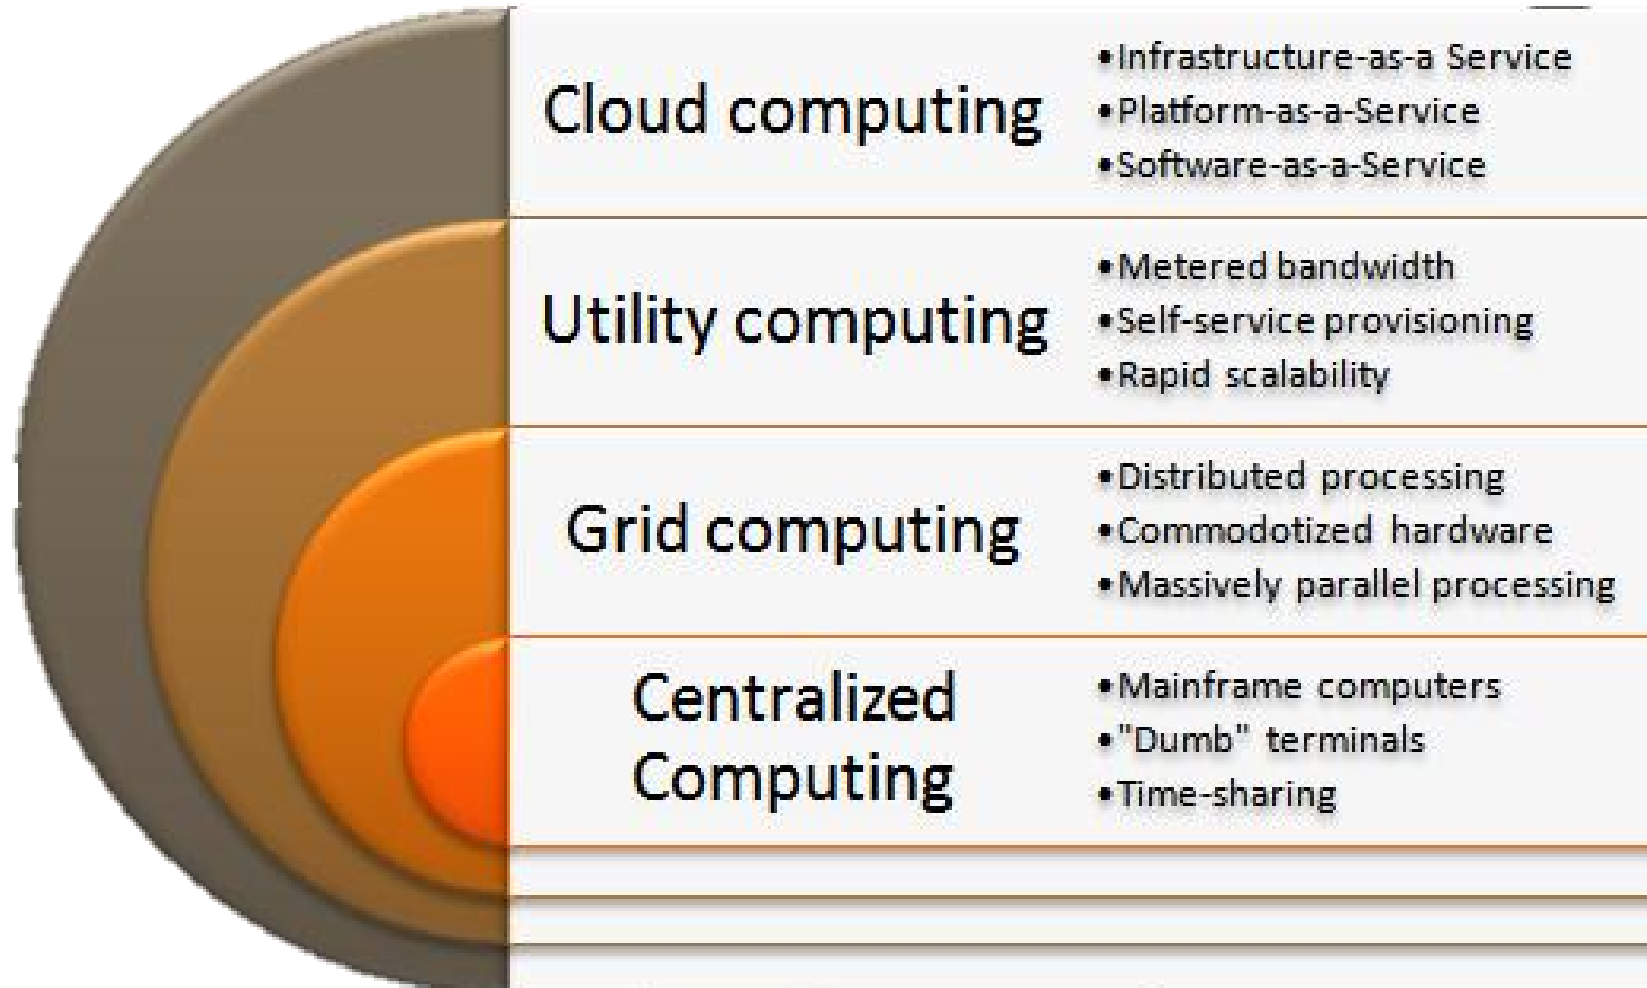 Cloud computing
•Infrastructure-as-a Service
•Platform-as-a-Service
•Software-as-a-Service
Utility computing
•Metered bandwidth
•Self-service provisioning
•Rapid scalability
Grid computing
•Distributed processing
•Commodotized hardware
•Massively parallel processing
Centralized
Computing
•Mainframe computers
•"Dumb" terminals
•Time-sharing